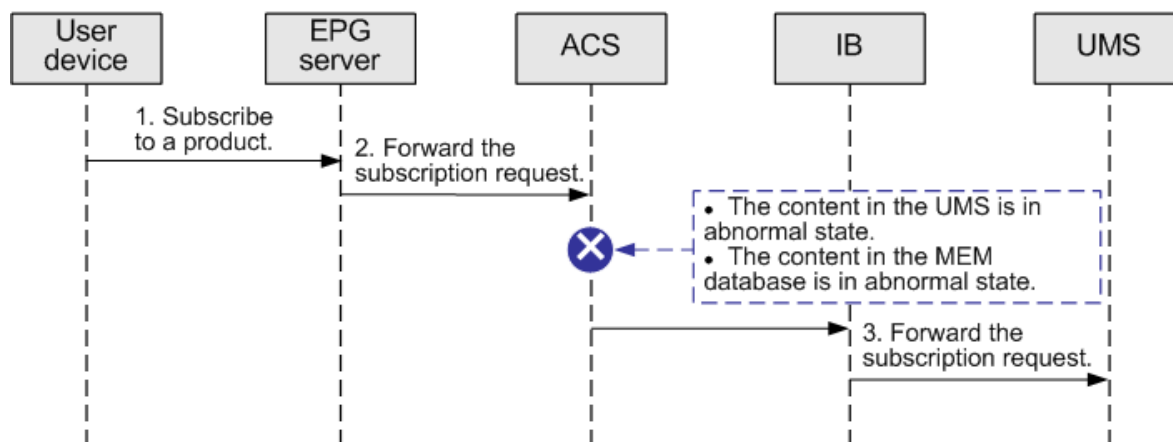 User
device
EPG
server
ACS
IB
UMS
1. Subscribe
to a product.
2. Forward the
subscription request.
• The content in the UMS is in
abnormal state.
• The content in the MEM
database is in abnormal state.
3. Forward the
subscription request.